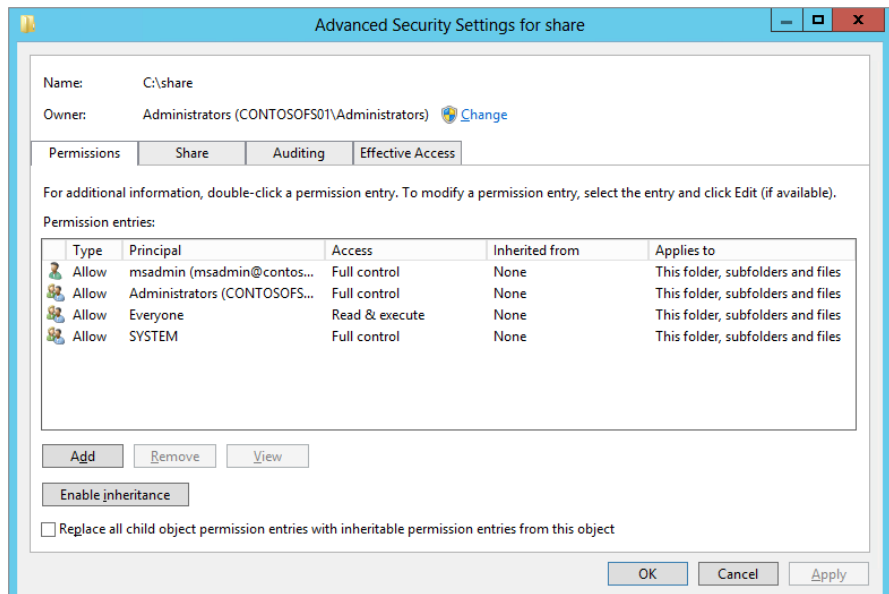 Advanced Security Settings for share
Name: C:\share
Owner: Administrators (CONTOSOFS01\Administrators) Change
Permissions Share Auditing Effective Access
For additional information, double-click a permission entry. To modify a permission entry, select the entry and click Edit (if available).
Permission entries:
Type Principal Access Inherited from Applies to
Allow msadmin (msadmin@contos... Full control None This folder, subfolders and files
Allow Administrators (CONTOSOFS... Full control None This folder, subfolders and files
Allow Everyone Read & execute None This folder, subfolders and files
Allow SYSTEM Full control None This folder, subfolders and files
Add Remove View
Enable inheritance
Replace all child object permission entries with inheritable permission entries from this object
OK Cancel Apply